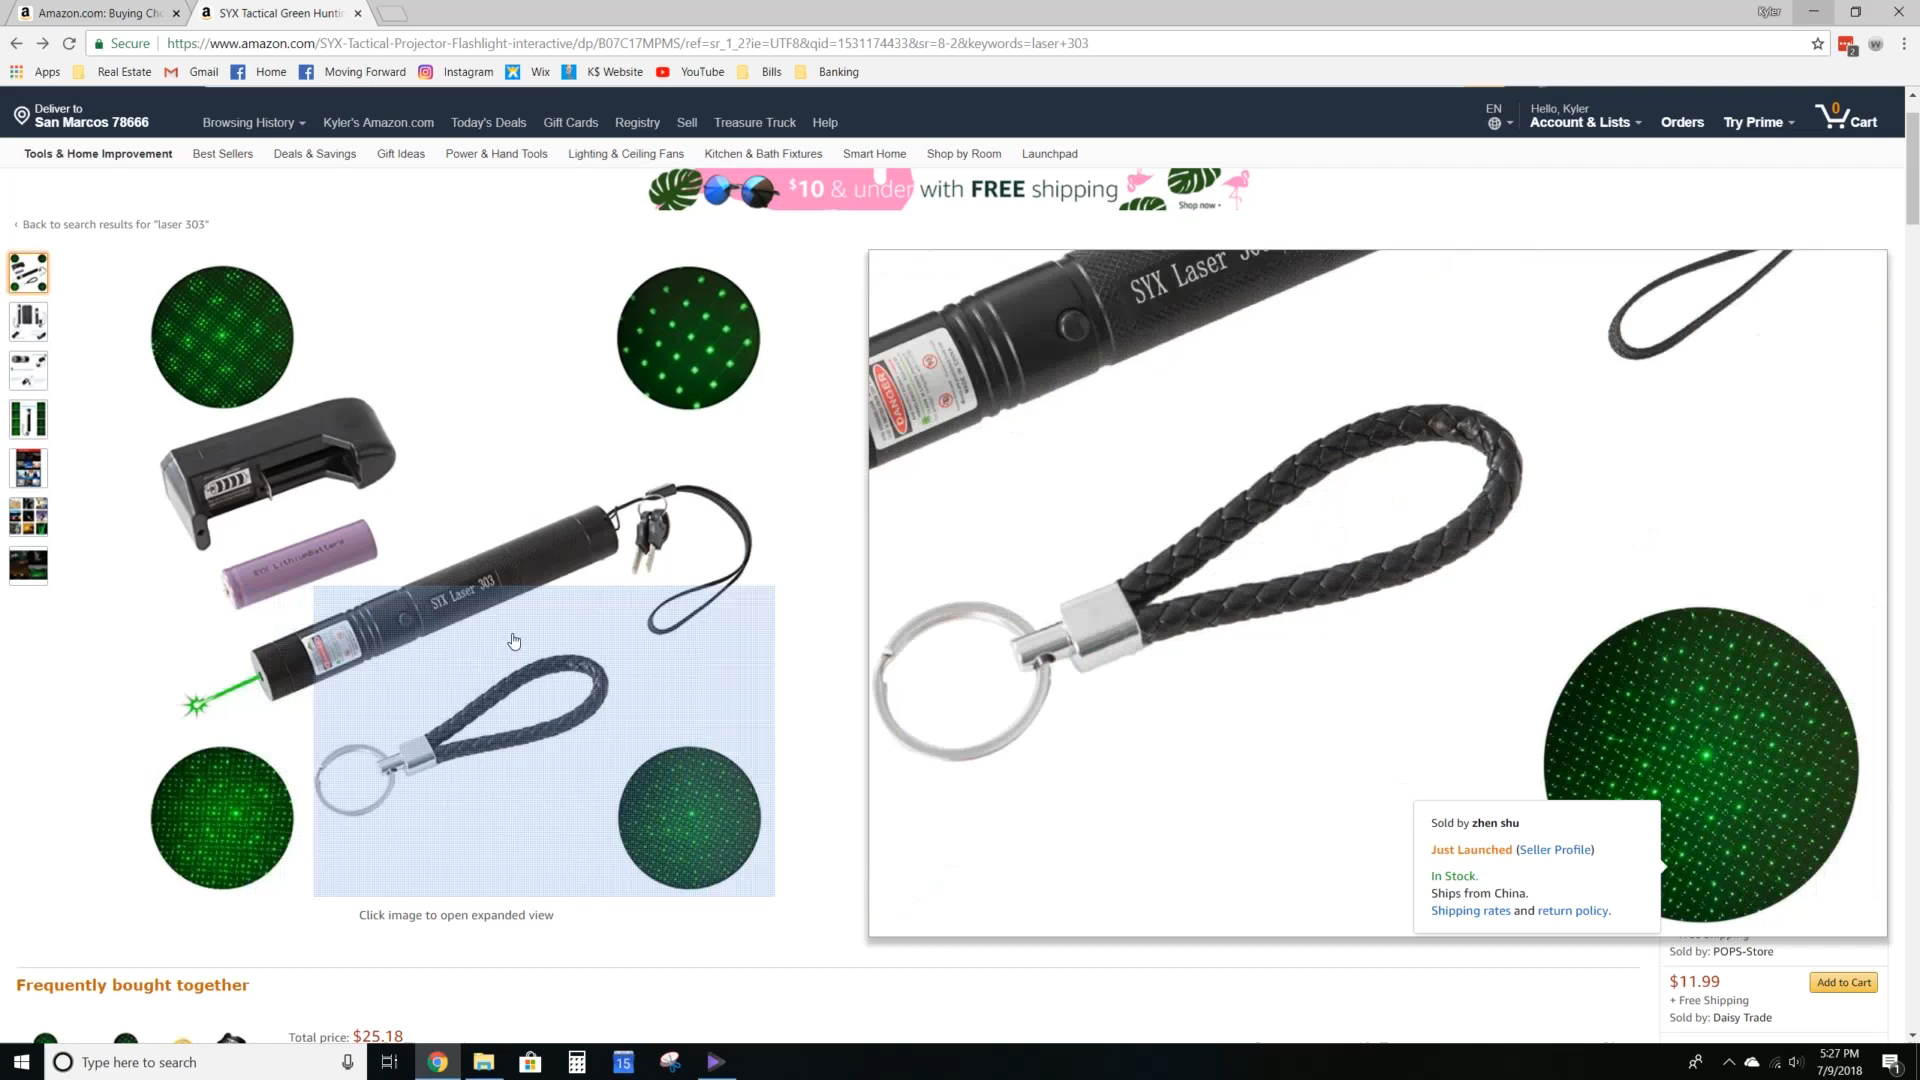 Amazon.com: Buying Cho
SYX Tactical Green Huntin
Kyler
Secure
https://www.amazon.com/SYX-Tactical-Projector-Flashlight-interactive/dp/B07C17MPMS/ref=sr_1_2?ie=UTF8&qid=1531174433&sr=8-2&keywords=laser+303
2
Apps Real Estate Gmail Home Moving Forward Instagram Wix K$ Website YouTube Bills Banking
Deliver to
San Marcos 78666
Browsing History Kyler's Amazon.com Today's Deals Gift Cards Registry Sell Treasure Truck Help
EN
Hello, Kyler
Account & Lists Orders Try Prime 0 Cart
Tools & Home Improvement Best Sellers Deals & Savings Gift Ideas Power & Hand Tools Lighting & Ceiling Fans Kitchen & Bath Fixtures Smart Home Shop by Room Launchpad
$10 & under with FREE shipping
Shop now
‹ Back to search results for "laser 303"
SYX Laser 303
DANGER
SYX LithiumBattery
SYX Laser 303
Click image to open expanded view
Sold by zhen shu
Just Launched (Seller Profile)
In Stock.
Ships from China.
Shipping rates and return policy.
Sold by: POPS-Store
$11.99
Add to Cart
+ Free Shipping
Sold by: Daisy Trade
Frequently bought together
Total price: $25.18
Type here to search
15
5:27 PM
7/9/2018
1